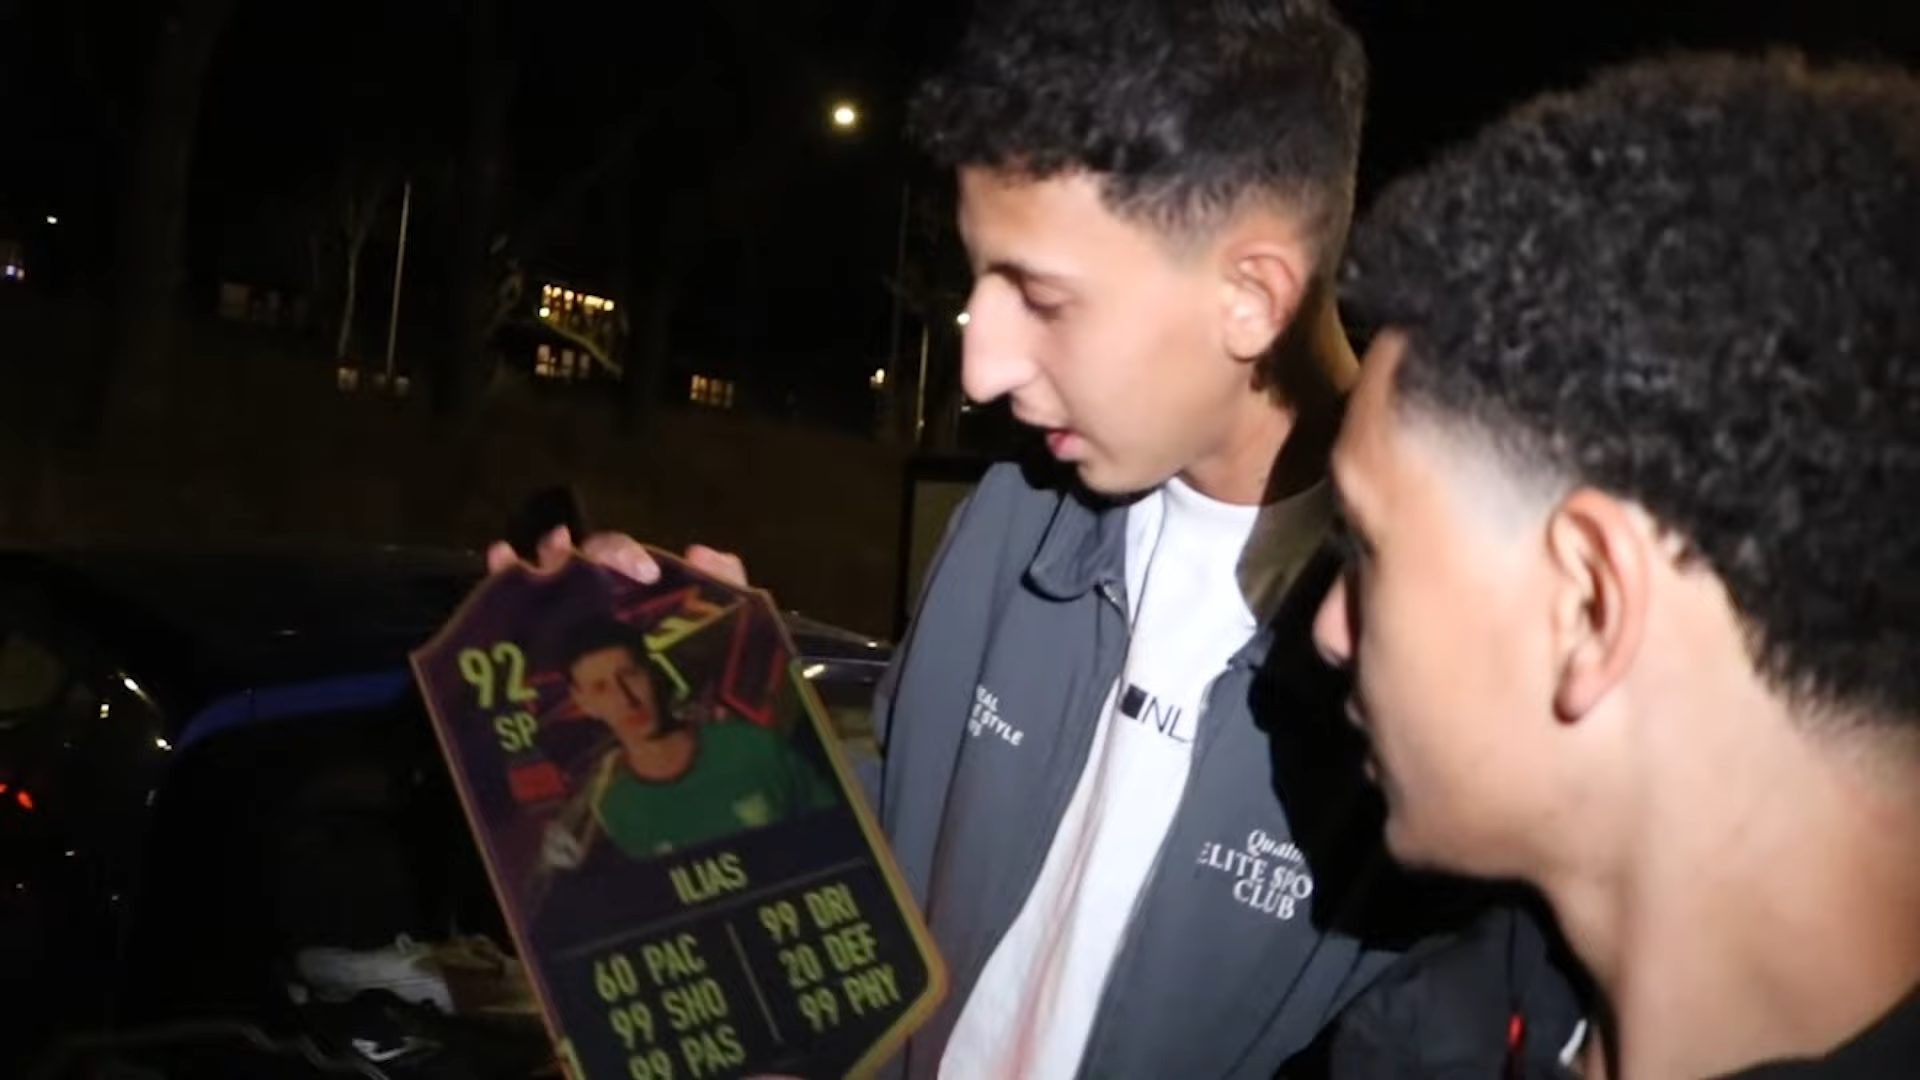 92
SP
ILIAS
60 PAC
99 SHO
99 PAS
99 DRI
20 DEF
99 PHY
STYLE
NL
ELITE SPO
CLUB